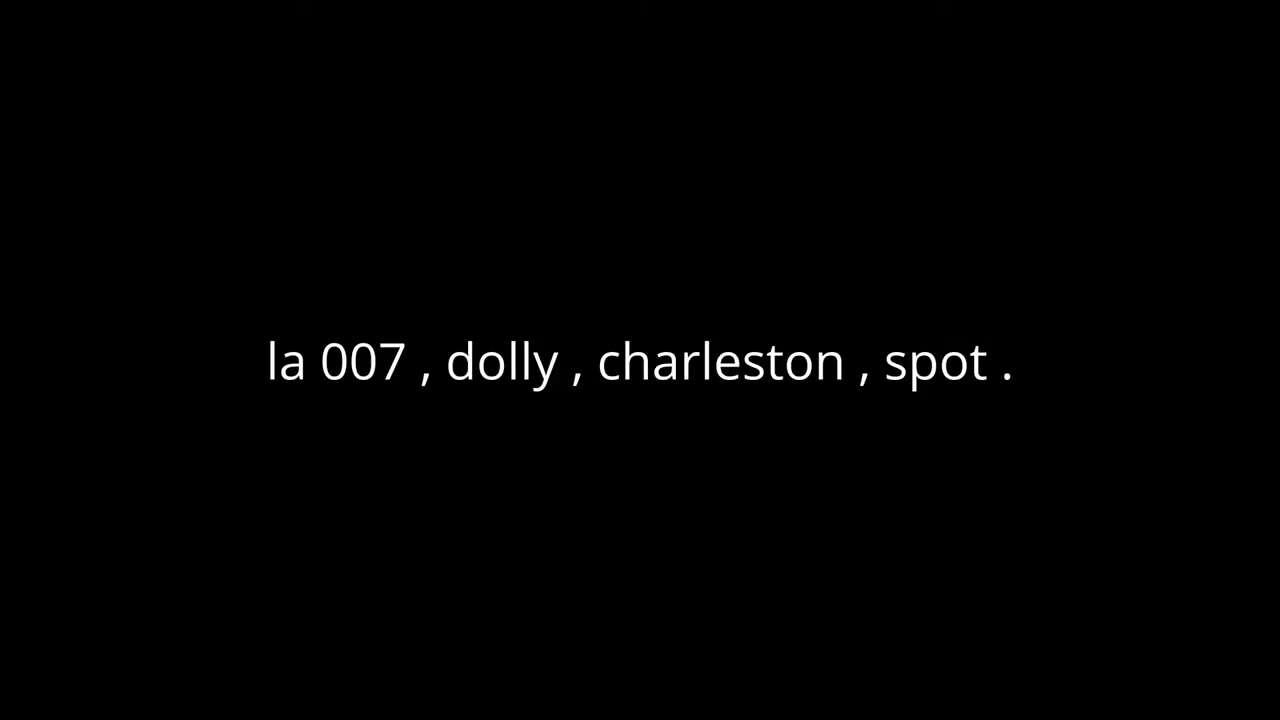 la 007 , dolly , charleston , spot .